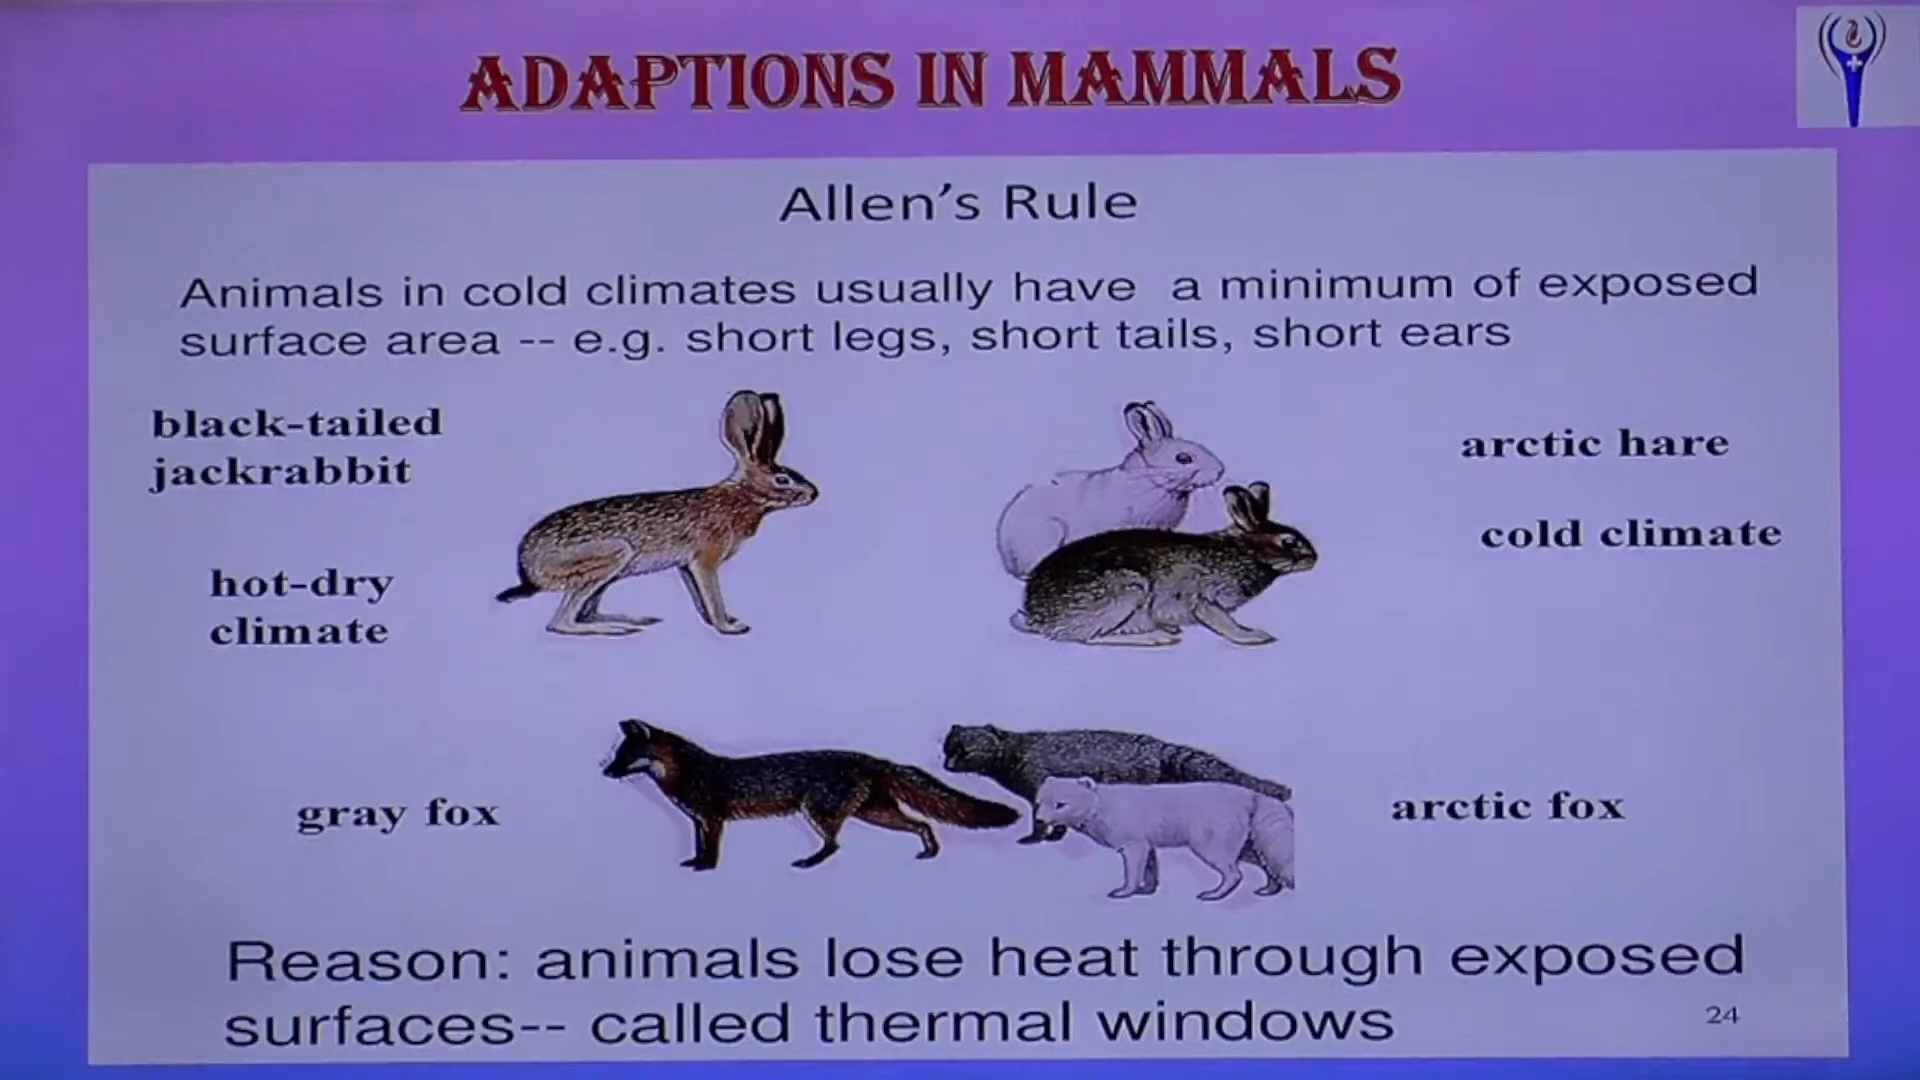 ADAPTIONS IN MAMMALS
Allen's Rule
Animals in cold climates usually have a minimum of exposed
surface area -- e.g. short legs, short tails, short ears
black-tailed
jackrabbit
arctic hare
cold climate
hot-dry
climate
gray fox
arctic fox
Reason: animals lose heat through exposed
surfaces-- called thermal windows
24